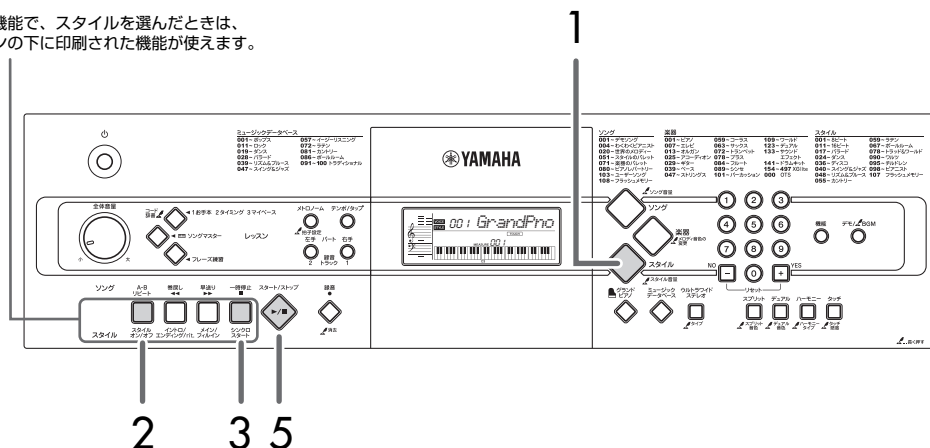 機能で、スタイルを選んだときは、
ンの下に印刷された機能が使えます。
1
ミュージックデータベース
001～ポップス
011～ロック
019～ダンス
028～バラード
039～リズム&ブルース
047～スイング&ジャズ
057～イージーリスニング
072～ラテン
081～カントリー
086～ボールルーム
091-100 トラディショナル
YAMAHA
ソング
001～デモソング
004～わくわくピアニスト
020～世界のメロディー
051～スタイルのパレット
071～楽器のパレット
080～ピアノレパートリー
103～ユーザーソング
108～フラッシュメモリー
楽器
001～ピアノ
007～エレピ
013～オルガン
025～アコーディオン
029～ギター
039～ベース
047～ストリングス
059～コーラス
063～サックス
072～トランペット
078～ブラス
084～フルート
089～シンセ
101～パーカッション
109～ワールド
123～デュアル
133～サウンド
エフェクト
141～ドラムキット
154～497 XGlite
000 OTS
スタイル
001～8ビート
011～16ビート
017～バラード
024～ダンス
036～ディスコ
040～スイング&ジャズ
048～リズム&ブルース
055～カントリー
059～ラテン
068～ボールルーム
078～トラッド&ワールド
090～ワルツ
095～チルドレン
098～ピアニスト
107 フラッシュメモリー
全体音量
小
大
コード
辞書
1お手本 2タイミング 3マイペース
ソングマスター
フレーズ練習
レッスン
メトロノーム
テンポ/タップ
拍子設定
左手
パート
右手
2
録音
トラック
1
001 GrandPno
MEASURE
001
ソング音量
ソング
楽器
メロディ音色の
変更
スタイル
スタイル音量
1
2
3
4
5
6
7
8
9
NO
-
0
+
YES
リセット
機能
デモ/BGM
ソング
A-B
リピート
巻戻し
早送り
一時停止
スタート/ストップ
録音
消去
スタイル
スタイル
オン/オフ
イントロ/
エンディング/rit.
メイン/
フィルイン
シンクロ
スタート
グランド
ピアノ
ミュージック
データベース
ウルトラワイド
ステレオ
タイプ
スプリット
デュアル
ハーモニー
タッチ
スプリット
音色
デュアル
音色
ハーモニー
タイプ
タッチ
感度
...長く押す
2
3
5